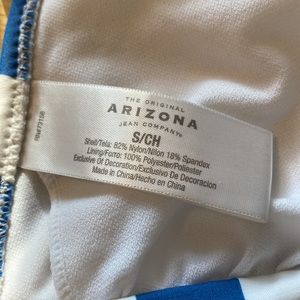 THE ORIGINAL
ARIZONA
JEAN COMPANY®
S/CH
Shell/Tela: 82% Nylon/Nilon 18% Spandex
Lining/Forro: 100% Polyester/Poliester
Exclusive Of Decoration/Exclusivo De Decoracion
Made in China/Hecho en China